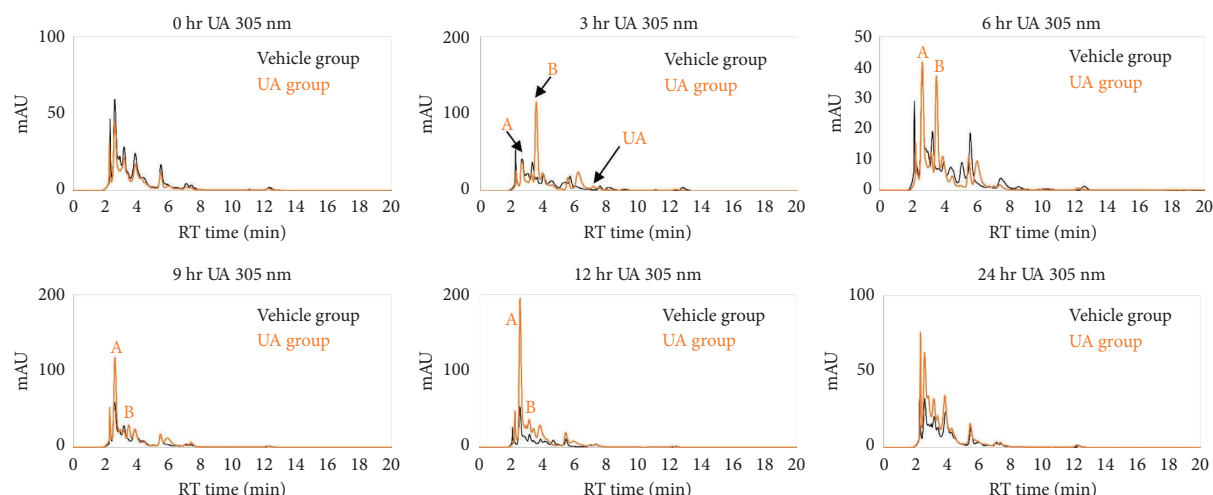 0 hr UA 305 nm
100
50
0
mAU
Vehicle group
UA group
0 2 4 6 8 10 12 14 16 18 20
RT time (min)
3 hr UA 305 nm
200
100
0
mAU
A
B
UA
Vehicle group
UA group
0 2 4 6 8 10 12 14 16 18 20
RT time (min)
6 hr UA 305 nm
50
40
30
20
10
0
mAU
A
B
Vehicle group
UA group
0 2 4 6 8 10 12 14 16 18 20
RT time (min)
9 hr UA 305 nm
200
100
0
mAU
A
B
Vehicle group
UA group
0 2 4 6 8 10 12 14 16 18 20
RT time (min)
12 hr UA 305 nm
200
100
0
mAU
A
B
Vehicle group
UA group
0 2 4 6 8 10 12 14 16 18 20
RT time (min)
24 hr UA 305 nm
100
50
0
mAU
Vehicle group
UA group
0 2 4 6 8 10 12 14 16 18 20
RT time (min)